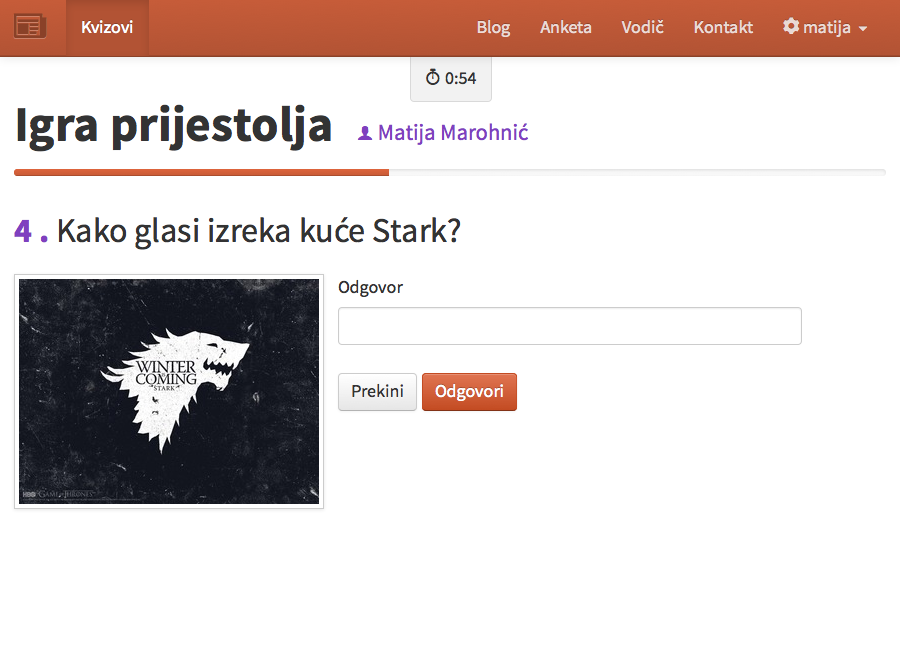 Kvizovi Blog Anketa Vodič Kontakt matija
0:54
Igra prijestolja Matija Marohnić
4 . Kako glasi izreka kuće Stark?
Odgovor
WINTER
IS
COMING
STARK
HBO GAME OF THRONES
Prekini Odgovori